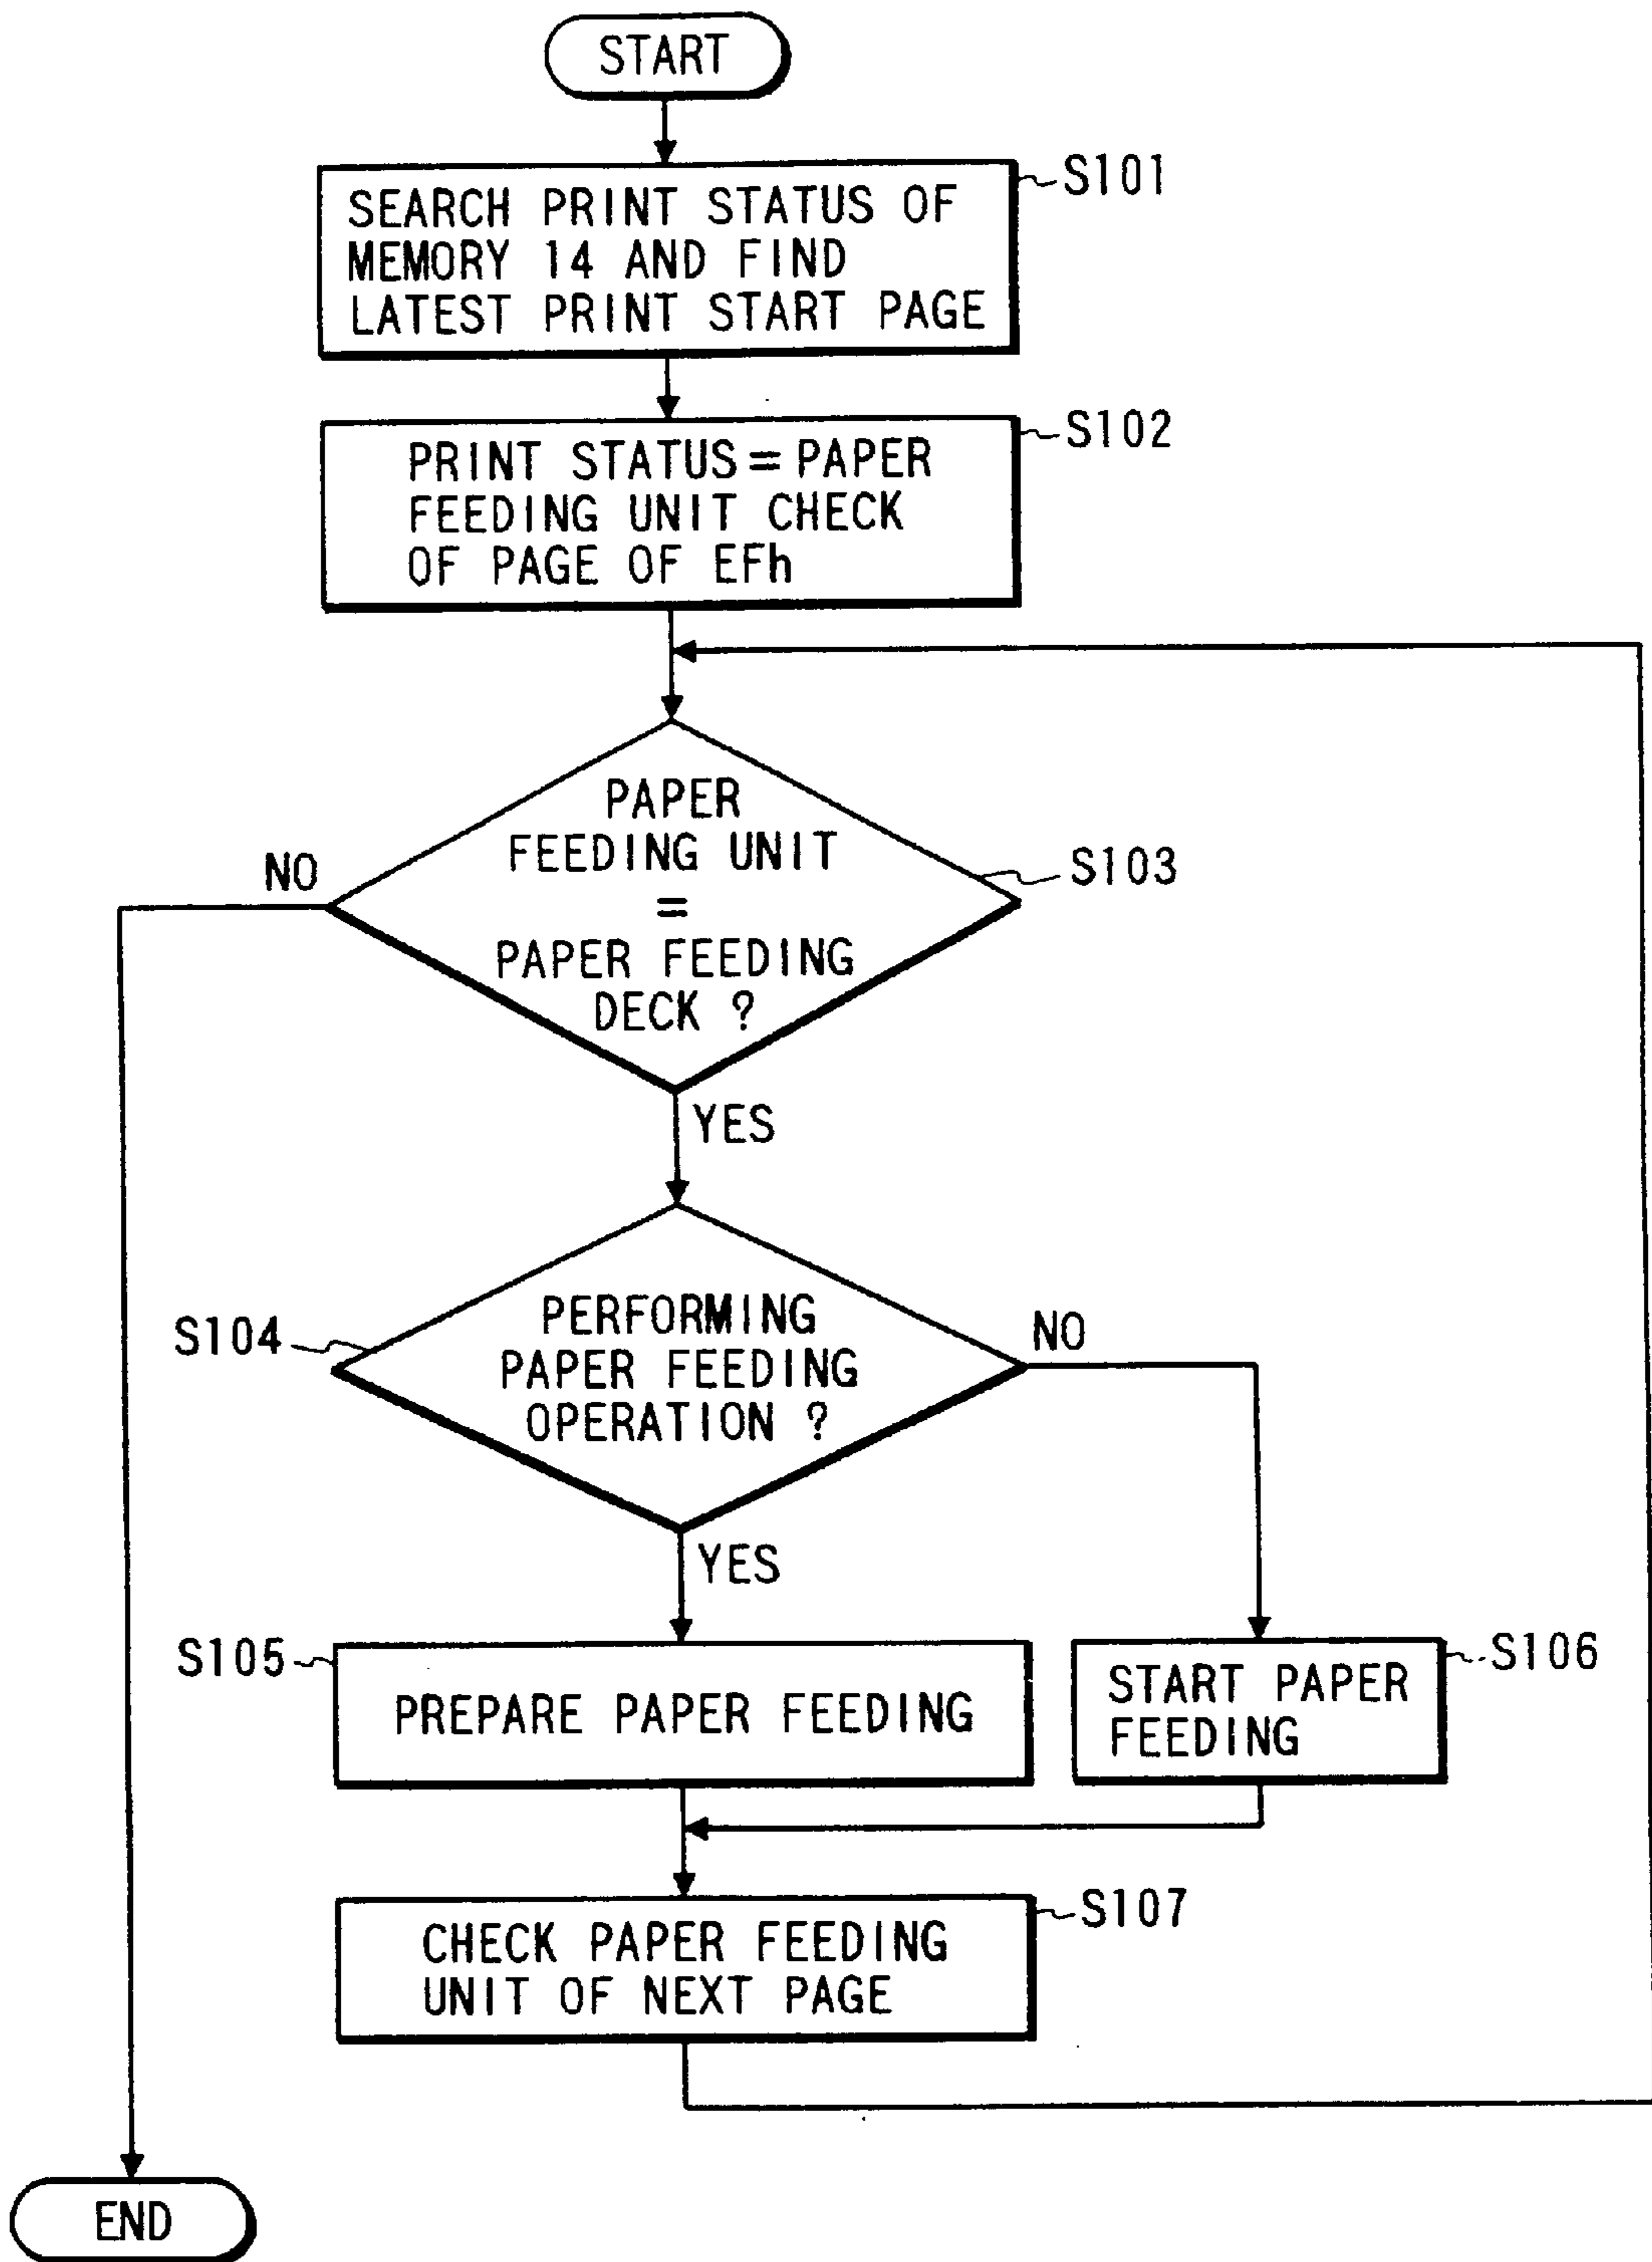 START
S101
SEARCH PRINT STATUS OF
MEMORY 14 AND FIND
LATEST PRINT START PAGE
S102
PRINT STATUS = PAPER
FEEDING UNIT CHECK
OF PAGE OF EFh
PAPER
FEEDING UNIT
=
PAPER FEEDING
DECK ?
NO
S103
YES
S104
PERFORMING
PAPER FEEDING
OPERATION ?
NO
YES
S105
PREPARE PAPER FEEDING
S106
START PAPER
FEEDING
S107
CHECK PAPER FEEDING
UNIT OF NEXT PAGE
END